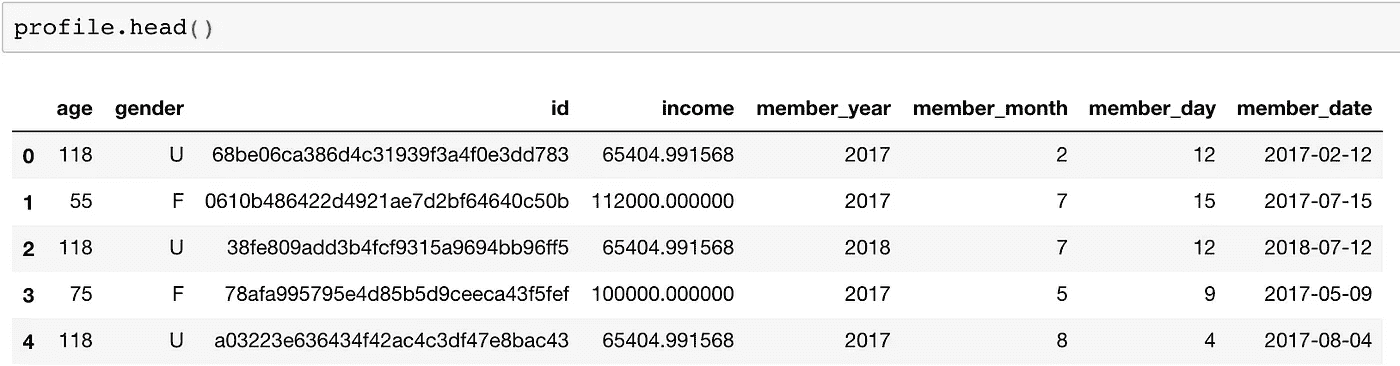 profile.head()
age gender id income member_year member_month member_day member_date
0 118 U 68be06ca386d4c31939f3a4f0e3dd783 65404.991568 2017 2 12 2017-02-12
1 55 F 0610b486422d4921ae7d2bf64640c50b 112000.000000 2017 7 15 2017-07-15
2 118 U 38fe809add3b4fcf9315a9694bb96ff5 65404.991568 2018 7 12 2018-07-12
3 75 F 78afa995795e4d85b5d9ceeca43f5fef 100000.000000 2017 5 9 2017-05-09
4 118 U a03223e636434f42ac4c3df47e8bac43 65404.991568 2017 8 4 2017-08-04